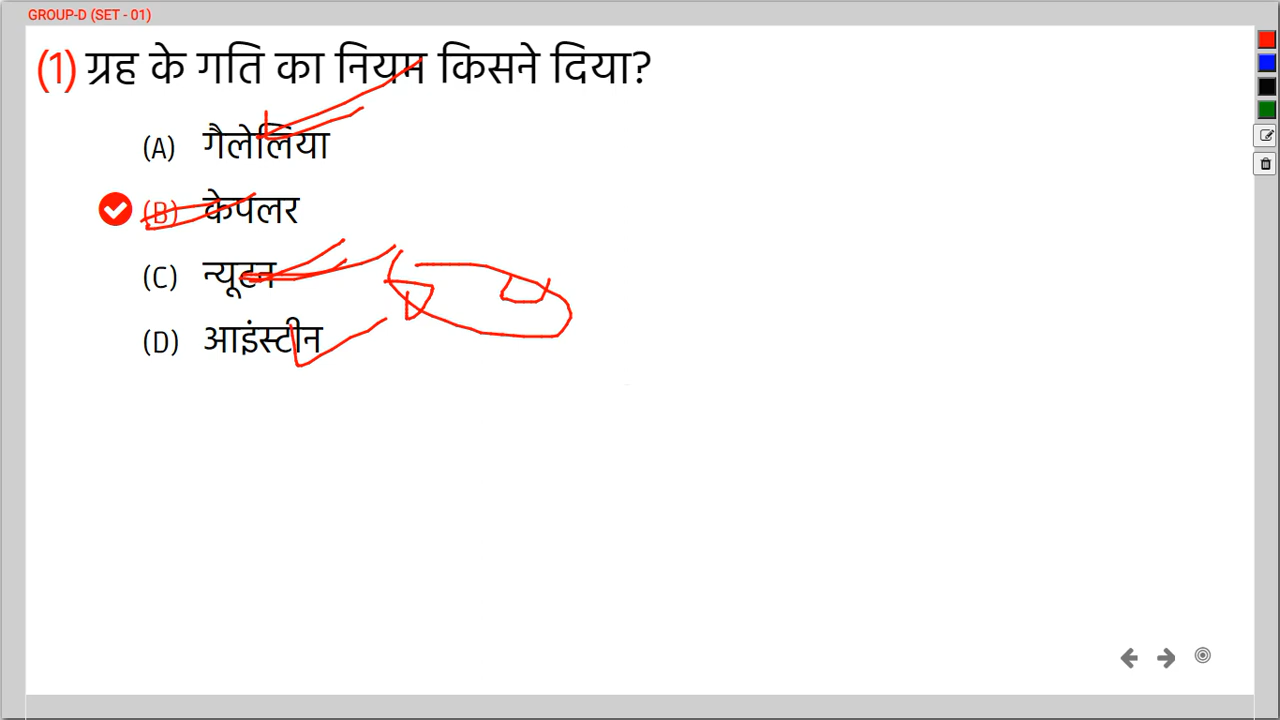 GROUP-D (SET - 01)
(1) ग्रह के गति का नियम किसने दिया?
(A) गैलेलिया
(B) केपलर
(C) न्यूटन
(D) आइंस्टीन